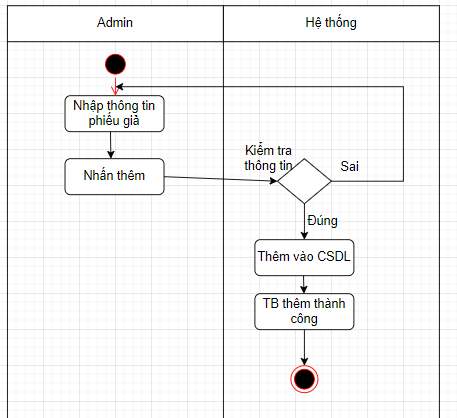 Admin
Hệ thống
Nhập thông tin
phiếu giả
Kiểm tra
thông tin
Sai
Nhấn thêm
Đúng
Thêm vào CSDL
TB thêm thành
công